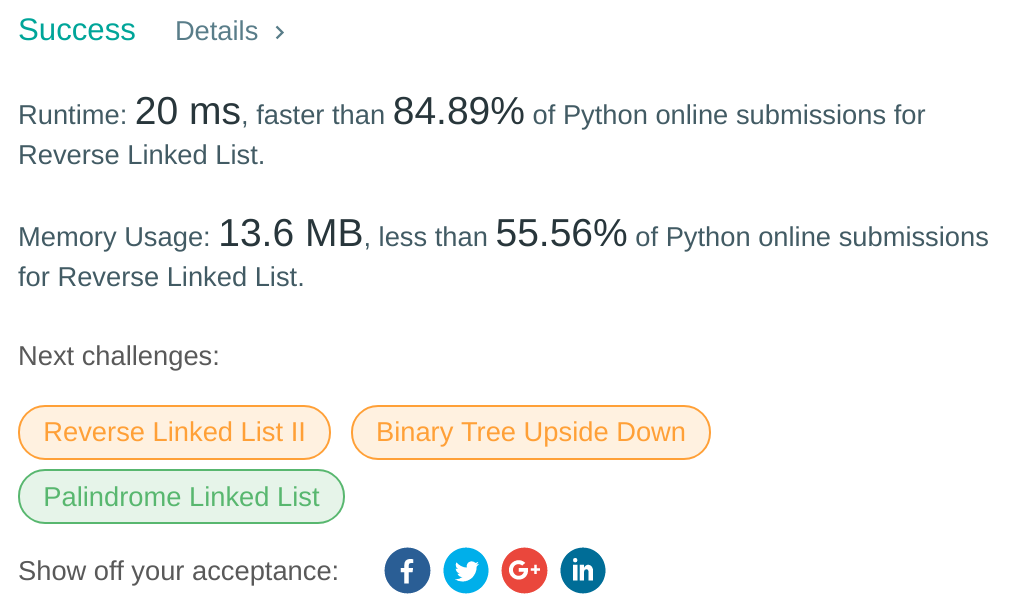 Success Details >
Runtime: 20 ms, faster than 84.89% of Python online submissions for
Reverse Linked List.
Memory Usage: 13.6 MB, less than 55.56% of Python online submissions
for Reverse Linked List.
Next challenges:
Reverse Linked List II Binary Tree Upside Down
Palindrome Linked List
Show off your acceptance: f G+ in